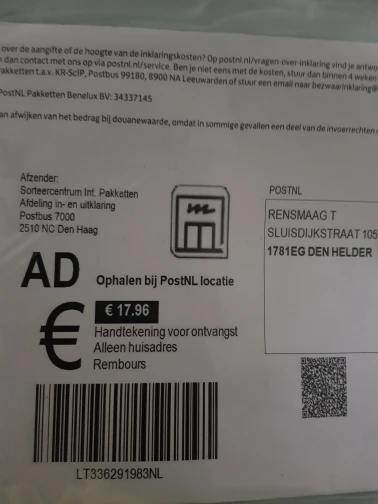 over de aangifte of de hoogte van de inklaringskosten? Op postnl.nl/vragen-over-inklaring vind je antw
dan contact met ons op via postnl.nl/service. Ben je niet eens met de kosten, stuur dan binnen 4 weken
akketten t.a.v. KR-ScIP, Postbus 99180, 8900 NA Leeuwarden of stuur een email naar bezwaarinklaring@
PostNL Pakketten Benelux BV: 34337145
an afwijken van het bedrag bij douanewaarde, omdat in sommige gevallen een deel van de invoerrechten
Afzender:
Sorteercentrum Int. Pakketten
Afdeling in- en uitklaring
Postbus 7000
2510 NC Den Haag
POSTNL
RENSMAAG T
SLUISDIJKSTRAAT 105
1781EG DEN HELDER
AD Ophalen bij PostNL locatie
€ 17.96
€
Handtekening voor ontvangst
Alleen huisadres
Rembours
LT336291983NL